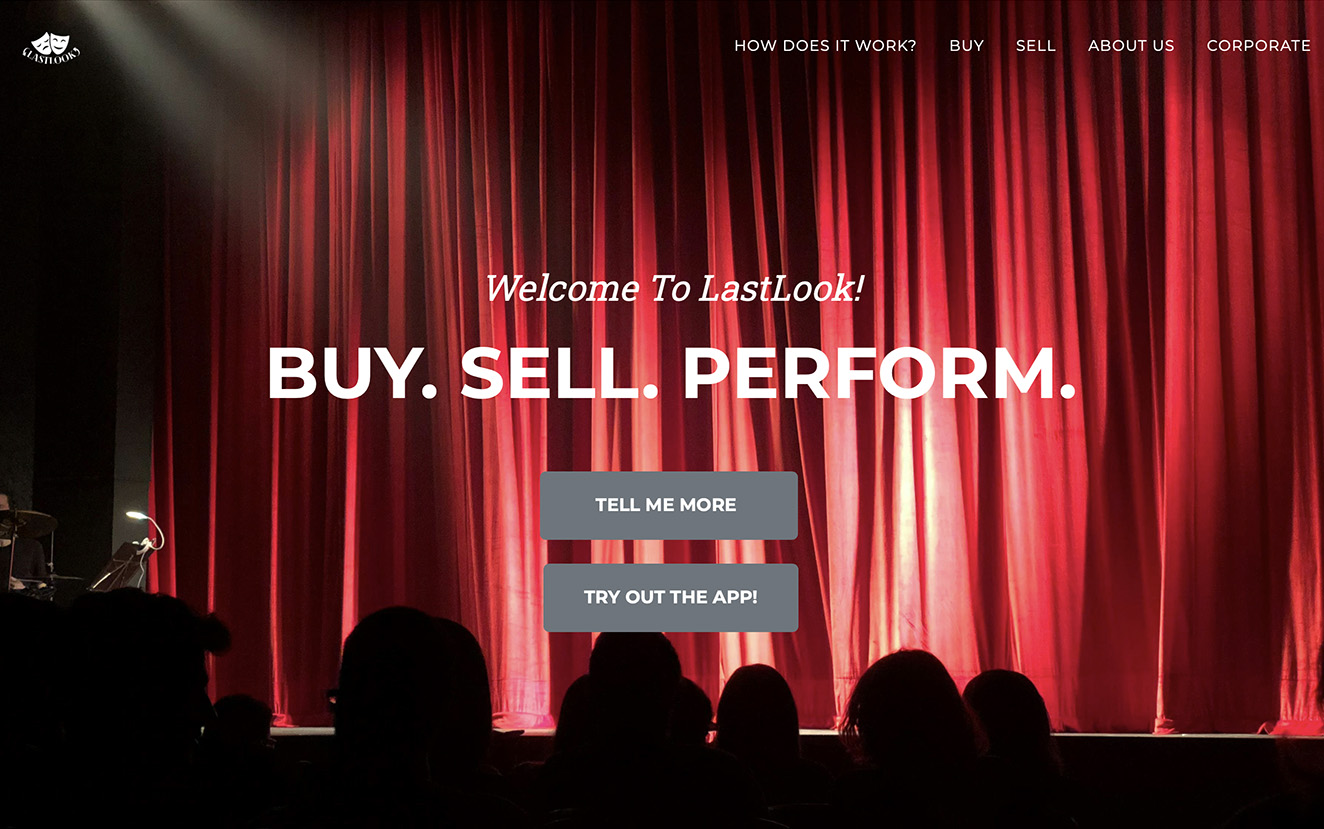 LASTLOOK
HOW DOES IT WORK? BUY SELL ABOUT US CORPORATE
Welcome To LastLook!
BUY. SELL. PERFORM.
TELL ME MORE
TRY OUT THE APP!